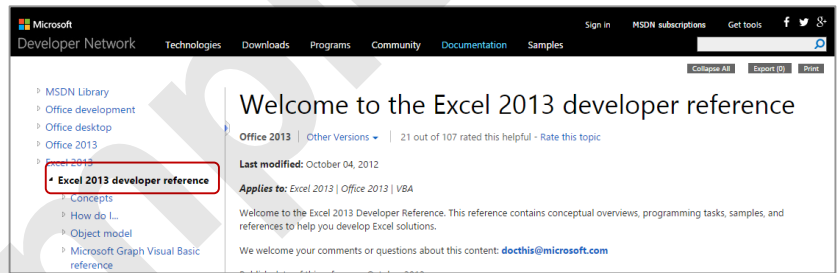 Microsoft
Sign in MSDN subscriptions Get tools
Developer Network Technologies Downloads Programs Community Documentation Samples
Collapse All Export (0) Print
MSDN Library
Office development
Office desktop
Office 2013
Excel 2013
Excel 2013 developer reference
Concepts
How do I...
Object model
Microsoft Graph Visual Basic
reference
Welcome to the Excel 2013 developer reference
Office 2013 Other Versions 21 out of 107 rated this helpful - Rate this topic
Last modified: October 04, 2012
Applies to: Excel 2013 | Office 2013 | VBA
Welcome to the Excel 2013 Developer Reference. This reference contains conceptual overviews, programming tasks, samples, and
references to help you develop Excel solutions.
We welcome your comments or questions about this content: docthis@microsoft.com